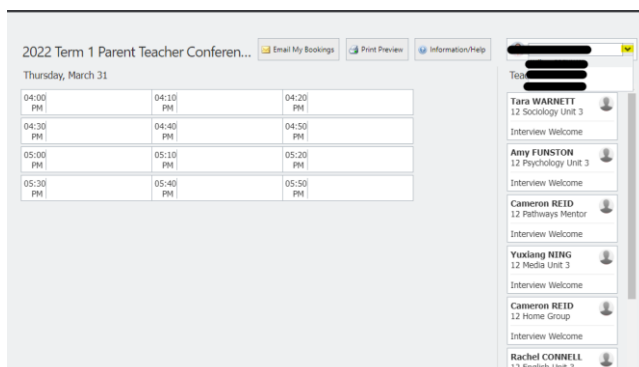 2022 Term 1 Parent Teacher Conferen...
Email My Bookings
Print Preview
Information/Help
Thursday, March 31
04:00 PM
04:10 PM
04:20 PM
04:30 PM
04:40 PM
04:50 PM
05:00 PM
05:10 PM
05:20 PM
05:30 PM
05:40 PM
05:50 PM
Tara WARNETT
12 Sociology Unit 3
Interview Welcome
Amy FUNSTON
12 Psychology Unit 3
Interview Welcome
Cameron REID
12 Pathways Mentor
Interview Welcome
Yuxiang NING
12 Media Unit 3
Interview Welcome
Cameron REID
12 Home Group
Interview Welcome
Rachel CONNELL
12 English Unit 3